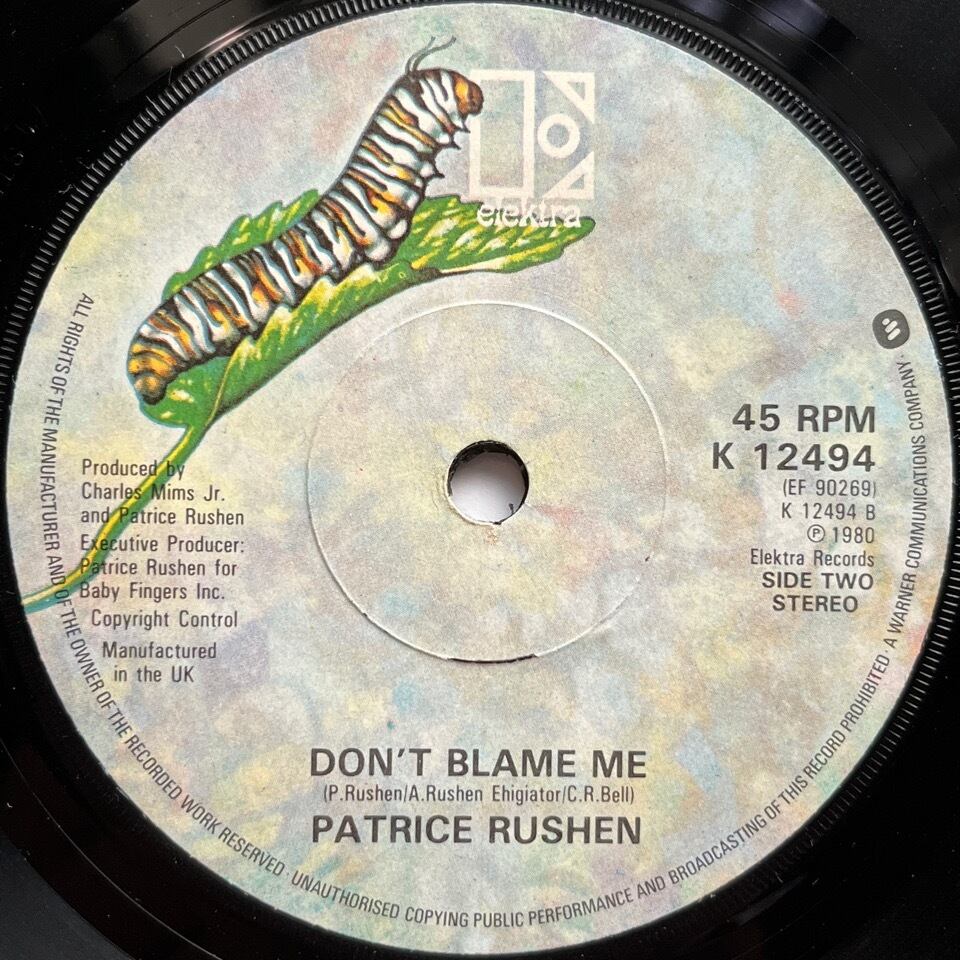 elektra
45 RPM
K 12494
(EF 90269)
K 12494 B
℗ 1980
Elektra Records
SIDE TWO
STEREO
Produced by
Charles Mims Jr.
and Patrice Rushen
Executive Producer:
Patrice Rushen for
Baby Fingers Inc.
Copyright Control
Manufactured
in the UK
DON'T BLAME ME
(P.Rushen/A.Rushen Ehigiator/C.R.Bell)
PATRICE RUSHEN
ALL RIGHTS OF THE MANUFACTURER AND OF THE OWNER OF THE RECORDED WORK RESERVED · UNAUTHORISED COPYING PUBLIC PERFORMANCE AND BROADCASTING OF THIS RECORD PROHIBITED · A WARNER COMMUNICATIONS COMPANY ·